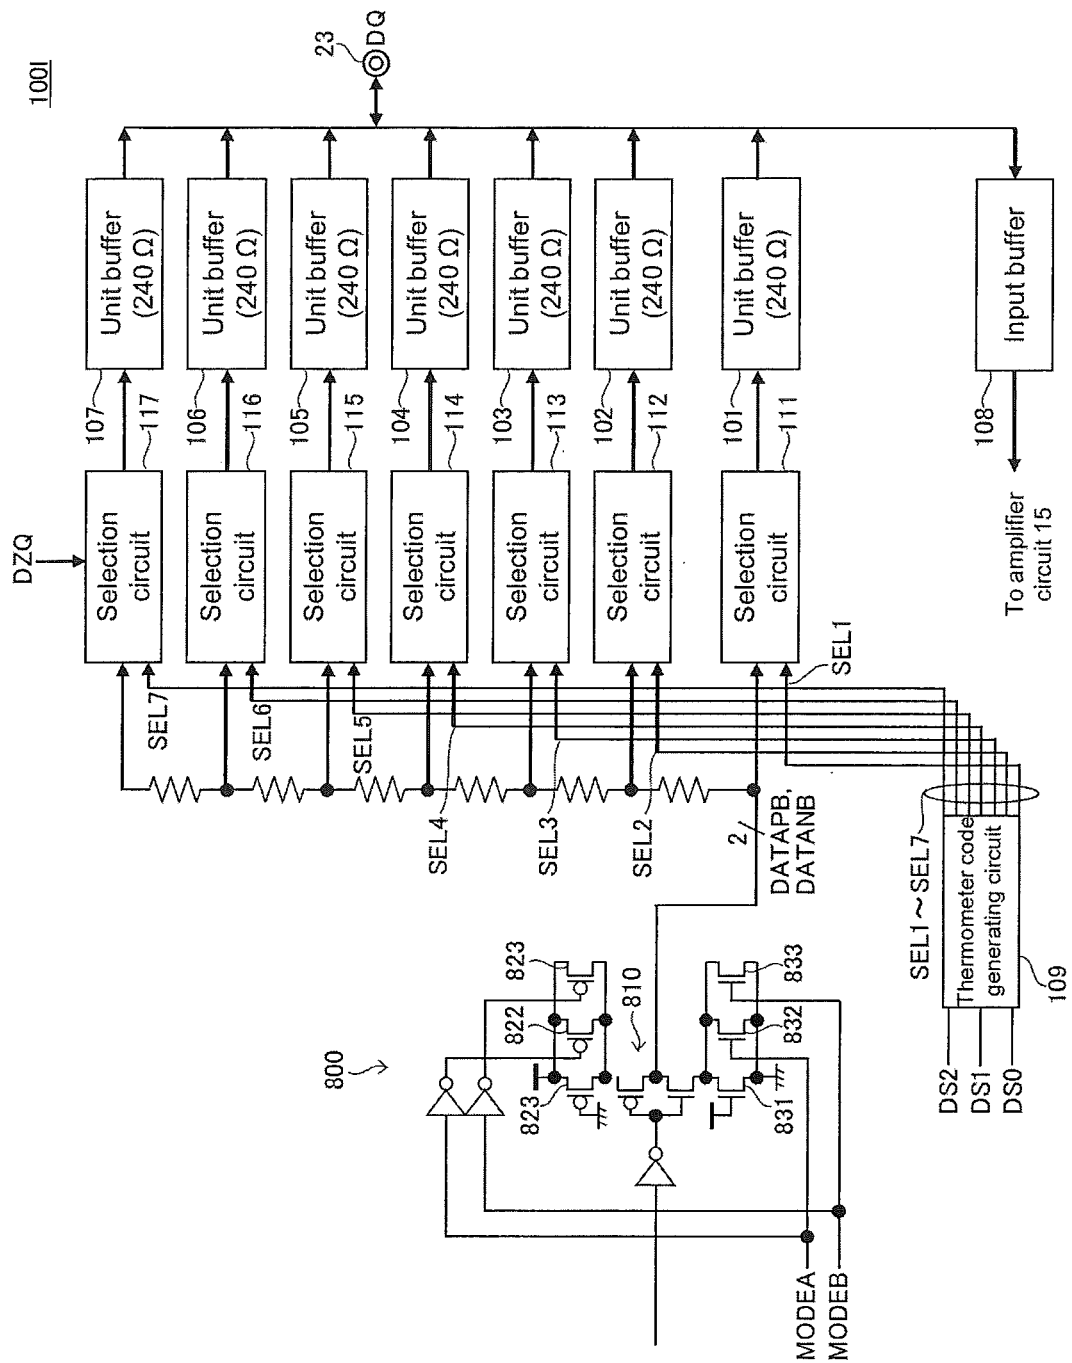 100I
23
DQ
Unit buffer
(240 Ω)
107
Unit buffer
(240 Ω)
106
Unit buffer
(240 Ω)
105
Unit buffer
(240 Ω)
104
Unit buffer
(240 Ω)
103
Unit buffer
(240 Ω)
102
Unit buffer
(240 Ω)
101
Input buffer
108
To amplifier
circuit 15
DZQ
Selection
circuit
117
Selection
circuit
116
Selection
circuit
115
Selection
circuit
114
Selection
circuit
113
Selection
circuit
112
Selection
circuit
111
SEL7
SEL6
SEL5
SEL4
SEL3
SEL2
SEL1
2
DATAPB,
DATANB
SEL1~SEL7
Thermometer code
generating circuit
109
DS2
DS1
DS0
800
823
822
823
810
833
832
831
MODEA
MODEB